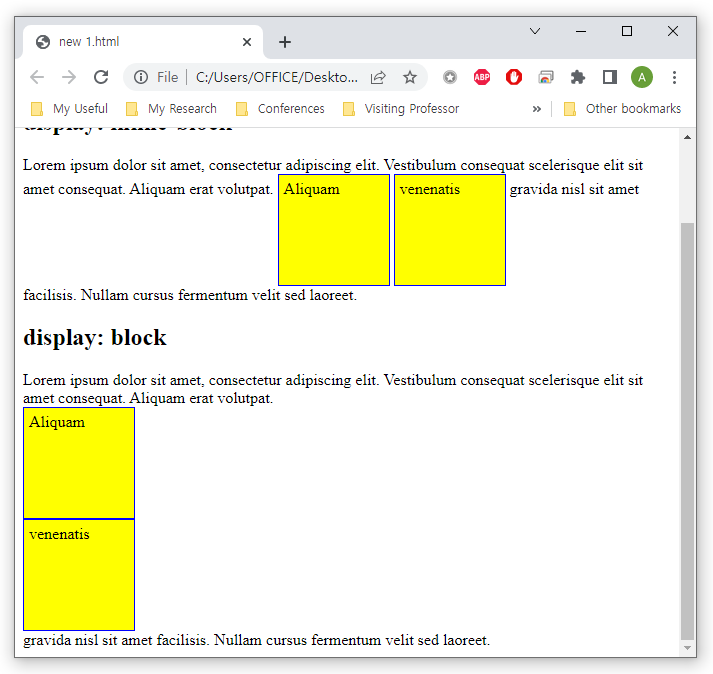 new 1.html
File C:/Users/OFFICE/Deskto...
ABP
A
My Useful My Research Conferences Visiting Professor » Other bookmarks
display: inline-block
Lorem ipsum dolor sit amet, consectetur adipiscing elit. Vestibulum consequat scelerisque elit sit
amet consequat. Aliquam erat volutpat. Aliquam venenatis gravida nisl sit amet
facilisis. Nullam cursus fermentum velit sed laoreet.
display: block
Lorem ipsum dolor sit amet, consectetur adipiscing elit. Vestibulum consequat scelerisque elit sit
amet consequat. Aliquam erat volutpat.
Aliquam
venenatis
gravida nisl sit amet facilisis. Nullam cursus fermentum velit sed laoreet.